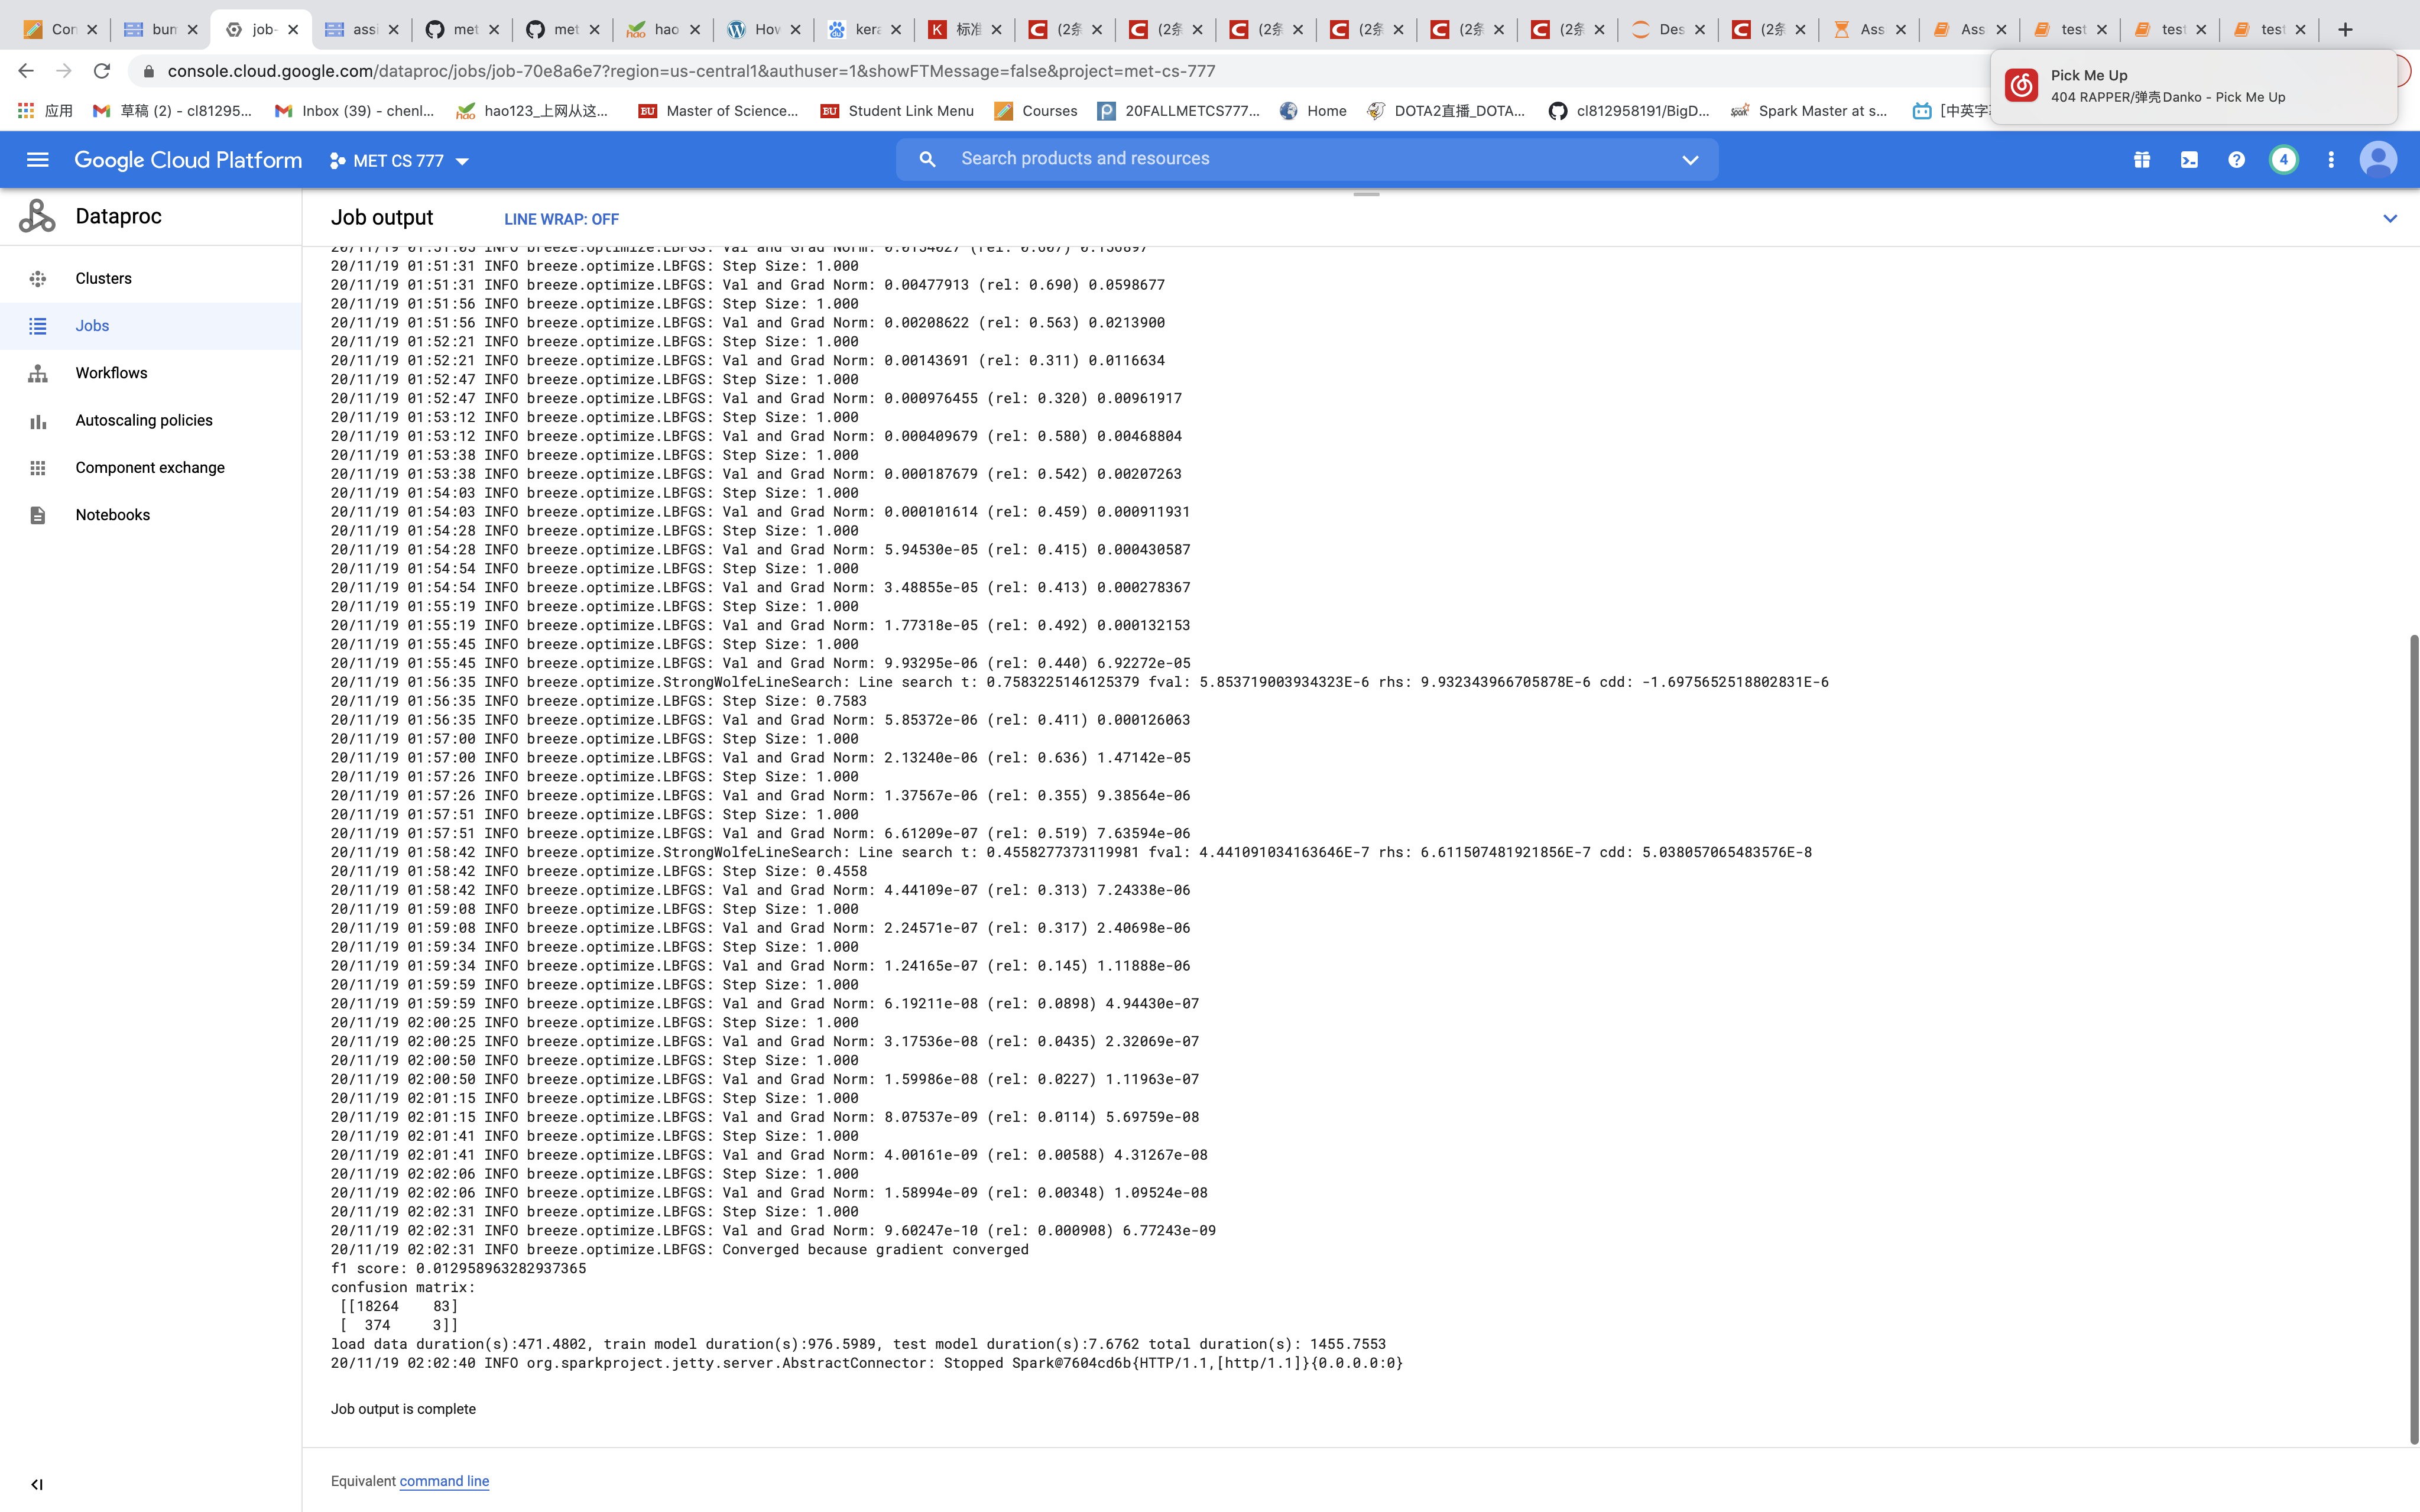 Con
bum
job-
assi
met
met
hao
How
kera
标准
(2条
(2条
(2条
(2条
(2条
(2条
Des
(2条
Ass
Ass
test
test
test
console.cloud.google.com/dataproc/jobs/job-70e8a6e7?region=us-central1&authuser=1&showFTMessage=false&project=met-cs-777
Pick Me Up
404 RAPPER/弹壳Danko - Pick Me Up
应用
草稿 (2) - cl81295...
Inbox (39) - chenl...
hao123_上网从这...
Master of Science...
Student Link Menu
Courses
20FALLMETCS777...
Home
DOTA2直播_DOTA...
cl812958191/BigD...
Spark Master at s...
Google Cloud Platform
MET CS 777
Search products and resources
4
Dataproc
Job output
LINE WRAP: OFF
Clusters
Jobs
Workflows
Autoscaling policies
Component exchange
Notebooks
20/11/19 01:51:31 INFO breeze.optimize.LBFGS: Step Size: 1.000
20/11/19 01:51:31 INFO breeze.optimize.LBFGS: Val and Grad Norm: 0.00477913 (rel: 0.690) 0.0598677
20/11/19 01:51:56 INFO breeze.optimize.LBFGS: Step Size: 1.000
20/11/19 01:51:56 INFO breeze.optimize.LBFGS: Val and Grad Norm: 0.00208622 (rel: 0.563) 0.0213900
20/11/19 01:52:21 INFO breeze.optimize.LBFGS: Step Size: 1.000
20/11/19 01:52:21 INFO breeze.optimize.LBFGS: Val and Grad Norm: 0.00143691 (rel: 0.311) 0.0116634
20/11/19 01:52:47 INFO breeze.optimize.LBFGS: Step Size: 1.000
20/11/19 01:52:47 INFO breeze.optimize.LBFGS: Val and Grad Norm: 0.000976455 (rel: 0.320) 0.00961917
20/11/19 01:53:12 INFO breeze.optimize.LBFGS: Step Size: 1.000
20/11/19 01:53:12 INFO breeze.optimize.LBFGS: Val and Grad Norm: 0.000409679 (rel: 0.580) 0.00468804
20/11/19 01:53:38 INFO breeze.optimize.LBFGS: Step Size: 1.000
20/11/19 01:53:38 INFO breeze.optimize.LBFGS: Val and Grad Norm: 0.000187679 (rel: 0.542) 0.00207263
20/11/19 01:54:03 INFO breeze.optimize.LBFGS: Step Size: 1.000
20/11/19 01:54:03 INFO breeze.optimize.LBFGS: Val and Grad Norm: 0.000101614 (rel: 0.459) 0.000911931
20/11/19 01:54:28 INFO breeze.optimize.LBFGS: Step Size: 1.000
20/11/19 01:54:28 INFO breeze.optimize.LBFGS: Val and Grad Norm: 5.94530e-05 (rel: 0.415) 0.000430587
20/11/19 01:54:54 INFO breeze.optimize.LBFGS: Step Size: 1.000
20/11/19 01:54:54 INFO breeze.optimize.LBFGS: Val and Grad Norm: 3.48855e-05 (rel: 0.413) 0.000278367
20/11/19 01:55:19 INFO breeze.optimize.LBFGS: Step Size: 1.000
20/11/19 01:55:19 INFO breeze.optimize.LBFGS: Val and Grad Norm: 1.77318e-05 (rel: 0.492) 0.000132153
20/11/19 01:55:45 INFO breeze.optimize.LBFGS: Step Size: 1.000
20/11/19 01:55:45 INFO breeze.optimize.LBFGS: Val and Grad Norm: 9.93295e-06 (rel: 0.440) 6.92272e-05
20/11/19 01:56:35 INFO breeze.optimize.StrongWolfeLineSearch: Line search t: 0.7583225146125379 fval: 5.853719003934323E-6 rhs: 9.932343966705878E-6 cdd: -1.6975652518802831E-6
20/11/19 01:56:35 INFO breeze.optimize.LBFGS: Step Size: 0.7583
20/11/19 01:56:35 INFO breeze.optimize.LBFGS: Val and Grad Norm: 5.85372e-06 (rel: 0.411) 0.000126063
20/11/19 01:57:00 INFO breeze.optimize.LBFGS: Step Size: 1.000
20/11/19 01:57:00 INFO breeze.optimize.LBFGS: Val and Grad Norm: 2.13240e-06 (rel: 0.636) 1.47142e-05
20/11/19 01:57:26 INFO breeze.optimize.LBFGS: Step Size: 1.000
20/11/19 01:57:26 INFO breeze.optimize.LBFGS: Val and Grad Norm: 1.37567e-06 (rel: 0.355) 9.38564e-06
20/11/19 01:57:51 INFO breeze.optimize.LBFGS: Step Size: 1.000
20/11/19 01:57:51 INFO breeze.optimize.LBFGS: Val and Grad Norm: 6.61209e-07 (rel: 0.519) 7.63594e-06
20/11/19 01:58:42 INFO breeze.optimize.StrongWolfeLineSearch: Line search t: 0.4558277373119981 fval: 4.441091034163646E-7 rhs: 6.611507481921856E-7 cdd: 5.038057065483576E-8
20/11/19 01:58:42 INFO breeze.optimize.LBFGS: Step Size: 0.4558
20/11/19 01:58:42 INFO breeze.optimize.LBFGS: Val and Grad Norm: 4.44109e-07 (rel: 0.313) 7.24338e-06
20/11/19 01:59:08 INFO breeze.optimize.LBFGS: Step Size: 1.000
20/11/19 01:59:08 INFO breeze.optimize.LBFGS: Val and Grad Norm: 2.24571e-07 (rel: 0.317) 2.40698e-06
20/11/19 01:59:34 INFO breeze.optimize.LBFGS: Step Size: 1.000
20/11/19 01:59:34 INFO breeze.optimize.LBFGS: Val and Grad Norm: 1.24165e-07 (rel: 0.145) 1.11888e-06
20/11/19 01:59:59 INFO breeze.optimize.LBFGS: Step Size: 1.000
20/11/19 01:59:59 INFO breeze.optimize.LBFGS: Val and Grad Norm: 6.19211e-08 (rel: 0.0898) 4.94430e-07
20/11/19 02:00:25 INFO breeze.optimize.LBFGS: Step Size: 1.000
20/11/19 02:00:25 INFO breeze.optimize.LBFGS: Val and Grad Norm: 3.17536e-08 (rel: 0.0435) 2.32069e-07
20/11/19 02:00:50 INFO breeze.optimize.LBFGS: Step Size: 1.000
20/11/19 02:00:50 INFO breeze.optimize.LBFGS: Val and Grad Norm: 1.59986e-08 (rel: 0.0227) 1.11963e-07
20/11/19 02:01:15 INFO breeze.optimize.LBFGS: Step Size: 1.000
20/11/19 02:01:15 INFO breeze.optimize.LBFGS: Val and Grad Norm: 8.07537e-09 (rel: 0.0114) 5.69759e-08
20/11/19 02:01:41 INFO breeze.optimize.LBFGS: Step Size: 1.000
20/11/19 02:01:41 INFO breeze.optimize.LBFGS: Val and Grad Norm: 4.00161e-09 (rel: 0.00588) 4.31267e-08
20/11/19 02:02:06 INFO breeze.optimize.LBFGS: Step Size: 1.000
20/11/19 02:02:06 INFO breeze.optimize.LBFGS: Val and Grad Norm: 1.58994e-09 (rel: 0.00348) 1.09524e-08
20/11/19 02:02:31 INFO breeze.optimize.LBFGS: Step Size: 1.000
20/11/19 02:02:31 INFO breeze.optimize.LBFGS: Val and Grad Norm: 9.60247e-10 (rel: 0.000908) 6.77243e-09
20/11/19 02:02:31 INFO breeze.optimize.LBFGS: Converged because gradient converged
f1 score: 0.012958963282937365
confusion matrix:
[[18264 83]
[ 374 3]]
load data duration(s):471.4802, train model duration(s):976.5989, test model duration(s):7.6762 total duration(s): 1455.7553
20/11/19 02:02:40 INFO org.sparkproject.jetty.server.AbstractConnector: Stopped Spark@7604cd6b{HTTP/1.1,[http/1.1]}{0.0.0.0:0}
Job output is complete
Equivalent command line